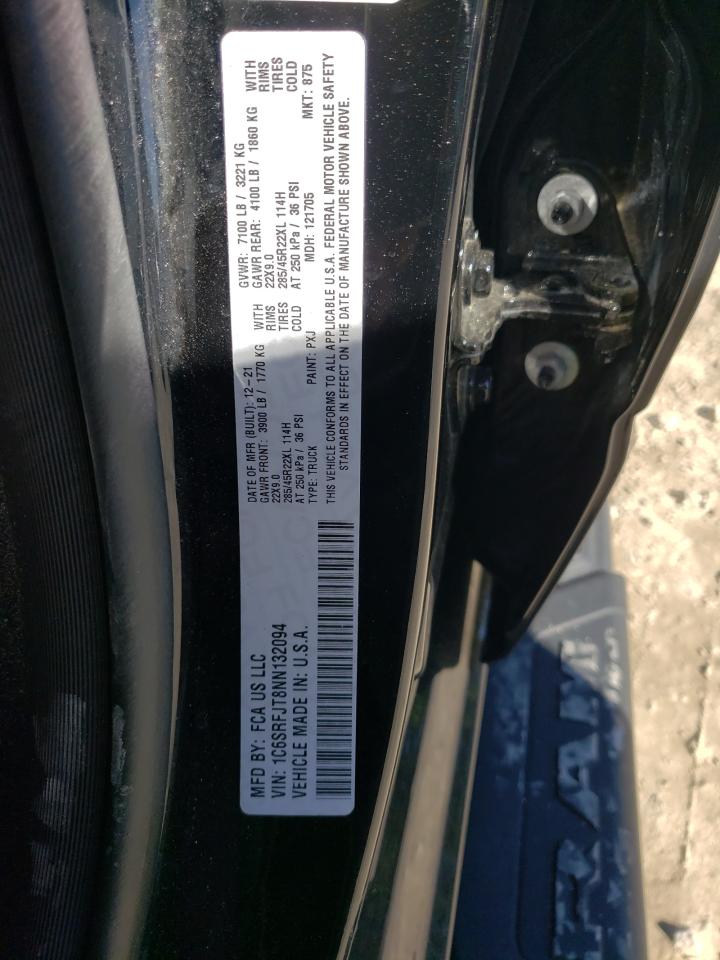 MFD BY: FCA US LLC
DATE OF MFR (BUILT): 12-21
GVWR: 7100 LB / 3221 KG
GAWR FRONT: 3900 LB / 1770 KG WITH
GAWR REAR: 4100 LB / 1860 KG WITH
22X9.0 RIMS
22X9.0 RIMS
285/45R22XL 114H TIRES
285/45R22XL 114H TIRES
AT 250 kPa / 36 PSI COLD
AT 250 kPa / 36 PSI COLD
TYPE: TRUCK PAINT: PXJ MDH: 121705 MKT: 875
VIN: 1C6SRFJT8NN132094
VEHICLE MADE IN: U.S.A.
THIS VEHICLE CONFORMS TO ALL APPLICABLE U.S.A. FEDERAL MOTOR VEHICLE SAFETY
STANDARDS IN EFFECT ON THE DATE OF MANUFACTURE SHOWN ABOVE.
RAM